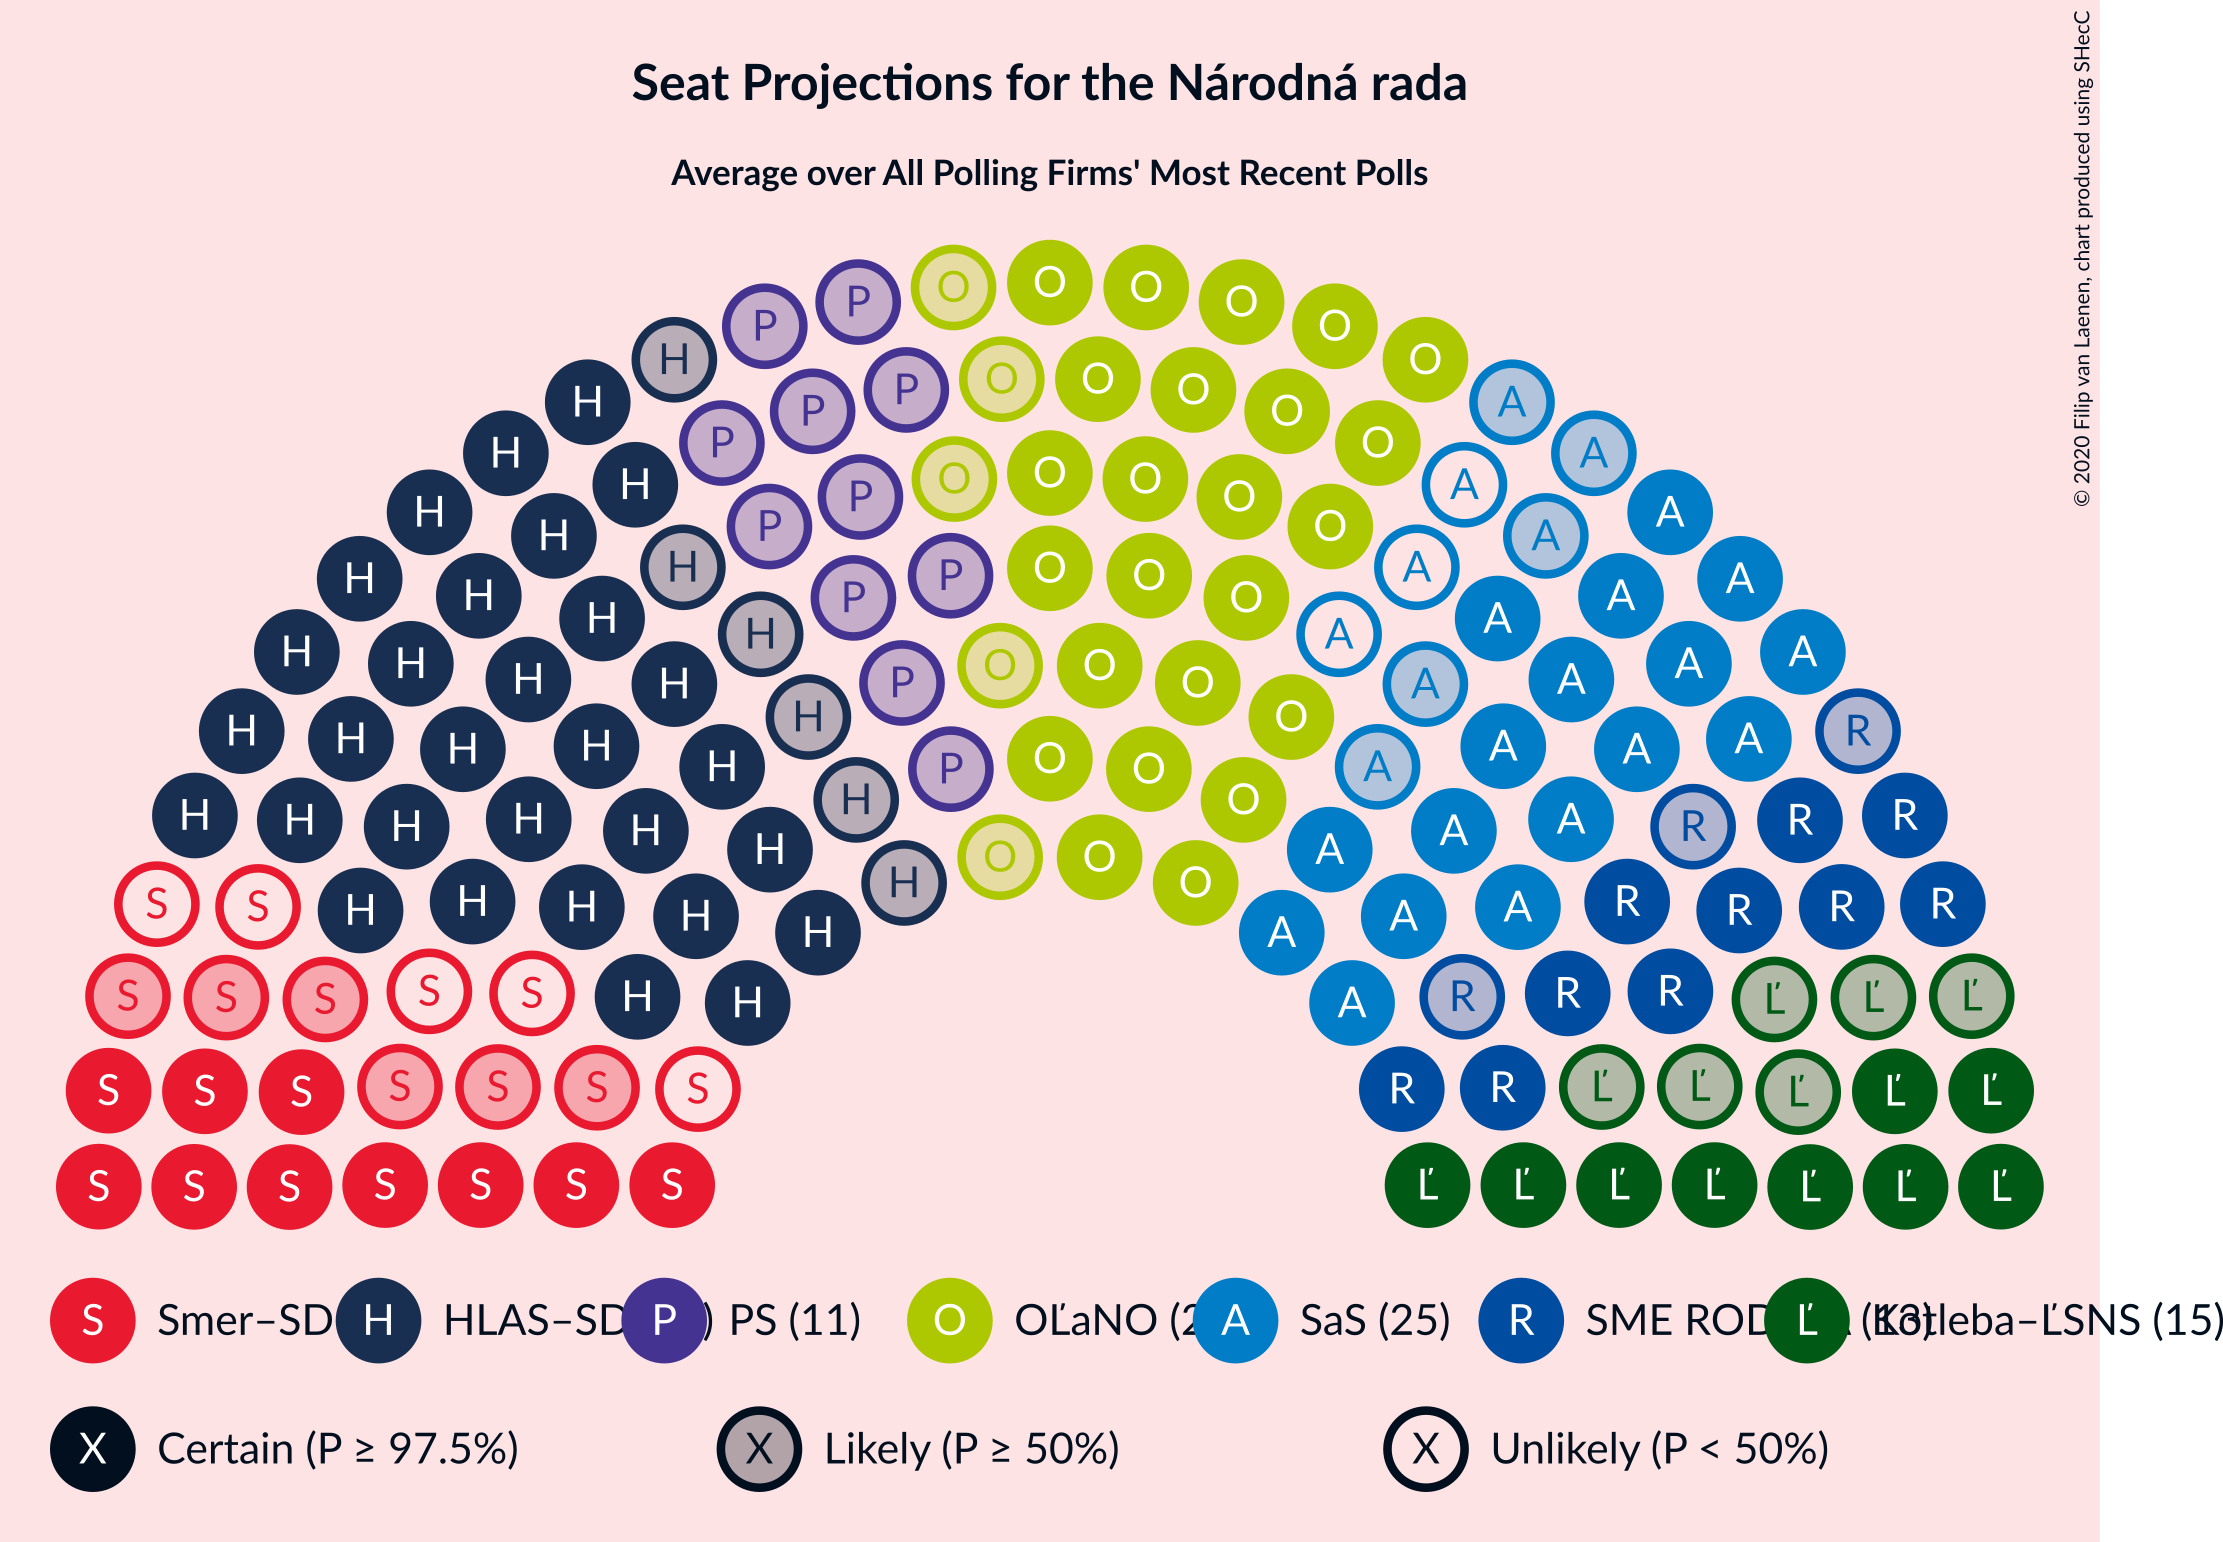 Seat Projections for the Národná rada
Average over All Polling Firms' Most Recent Polls
© 2020 Filip van Laenen, chart produced using SHecC
O O O O O O
P P
H P P O O O O A
H P O O A
H H P P O O O O O A A A
H H P P O O O A A A
H H H H P O O O O A A A A A
H H H H H P O O O A A A A R
H H H H H H H O O O A A A R R R
S S H H H H H A A A R R R R
S S S S S H H A R R R Ľ Ľ Ľ
S S S S S S S R R Ľ Ľ Ľ Ľ Ľ
S S S S S S S Ľ Ľ Ľ Ľ Ľ Ľ Ľ
S Smer–SD H HLAS–SD P ) PS (11) O OĽaNO (2 A SaS (25) R SME ROD Ľ (13) Kotleba–ĽSNS (15)
X Certain (P ≥ 97.5%) X Likely (P ≥ 50%) X Unlikely (P < 50%)